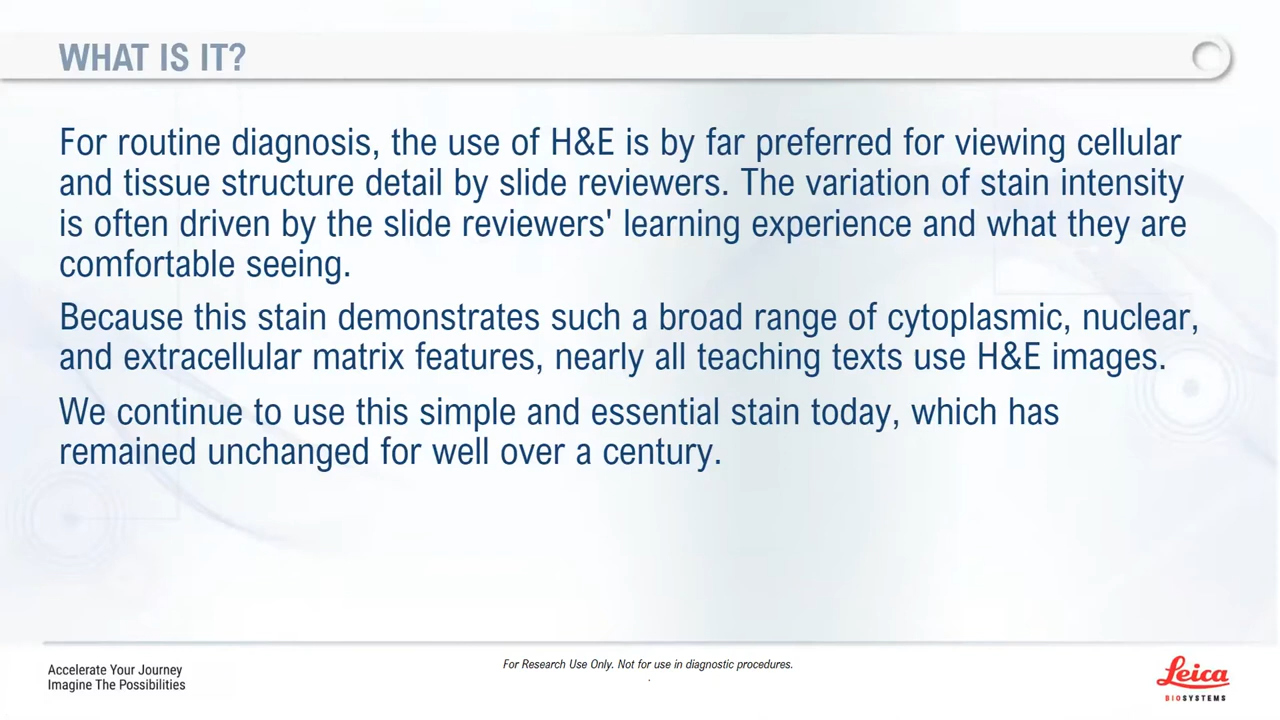 WHAT IS IT?
For routine diagnosis, the use of H&E is by far preferred for viewing cellular
and tissue structure detail by slide reviewers. The variation of stain intensity
is often driven by the slide reviewers' learning experience and what they are
comfortable seeing.
Because this stain demonstrates such a broad range of cytoplasmic, nuclear,
and extracellular matrix features, nearly all teaching texts use H&E images.
We continue to use this simple and essential stain today, which has
remained unchanged for well over a century.
Accelerate Your Journey
Imagine The Possibilities
For Research Use Only. Not for use in diagnostic procedures.
.
Leica
BIOSYSTEMS